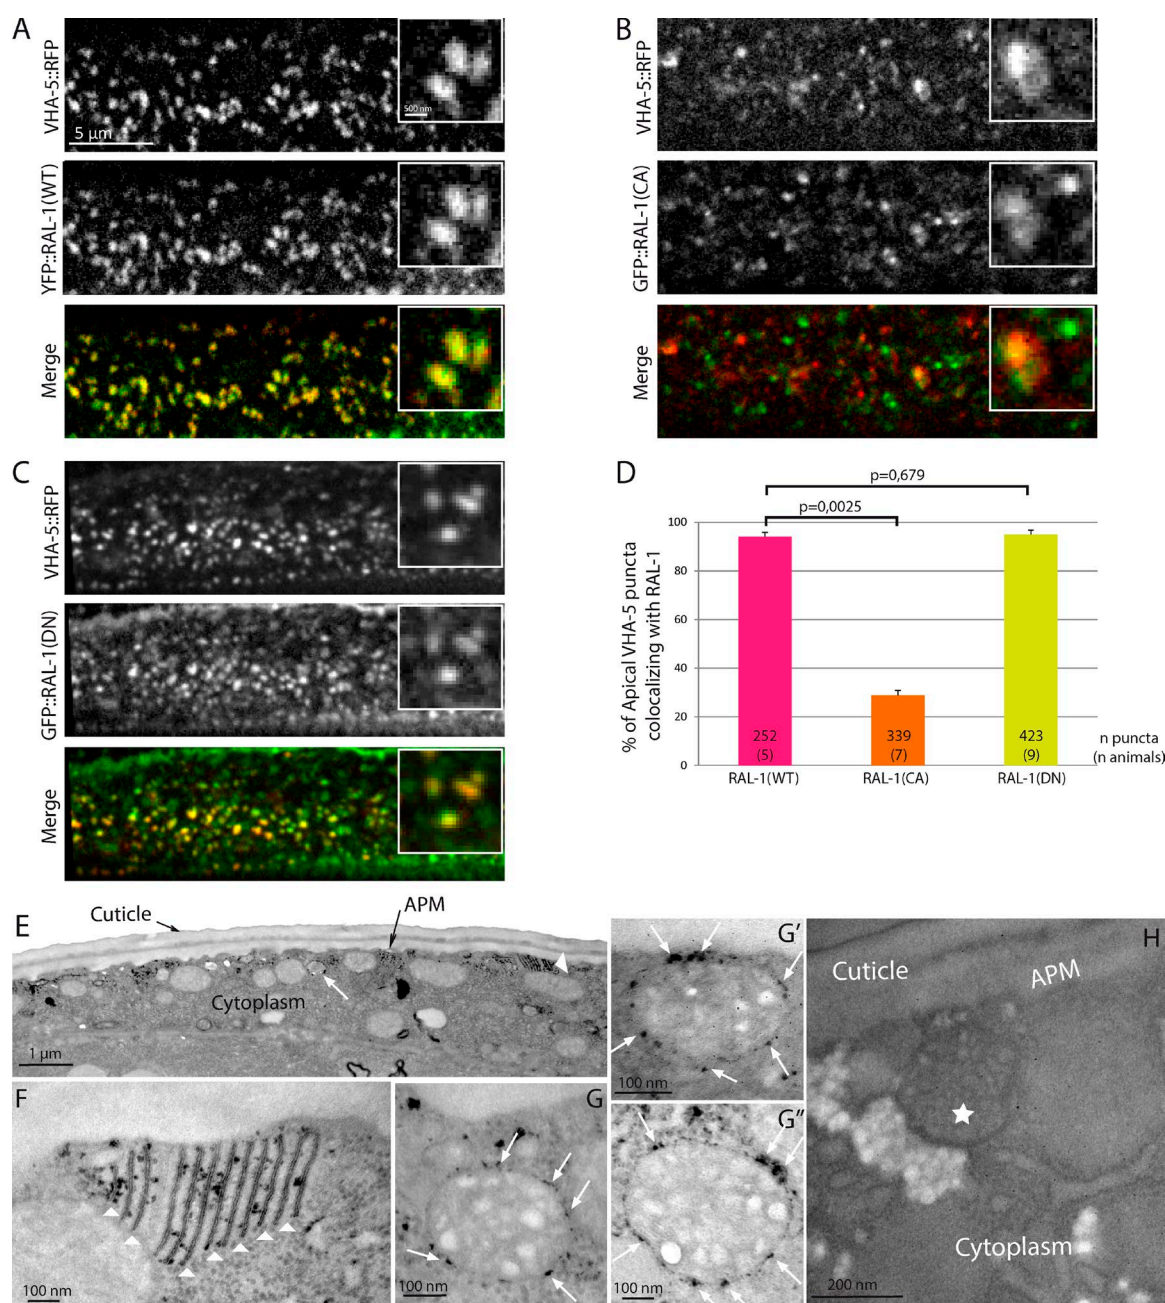 A
VHA-5::RFP
5 µm
500 nm
YFP::RAL-1(WT)
Merge
B
VHA-5::RFP
GFP::RAL-1(CA)
Merge
C
VHA-5::RFP
GFP::RAL-1(DN)
Merge
D
p=0,679
p=0,0025
% of Apical VHA-5 puncta
colocalizing with RAL-1
100
80
60
40
20
0
252
(5)
339
(7)
423
(9)
n puncta
(n animals)
RAL-1(WT)
RAL-1(CA)
RAL-1(DN)
E
Cuticle
APM
Cytoplasm
1 µm
F
100 nm
G
100 nm
G'
100 nm
G"
100 nm
H
Cuticle
APM
Cytoplasm
200 nm